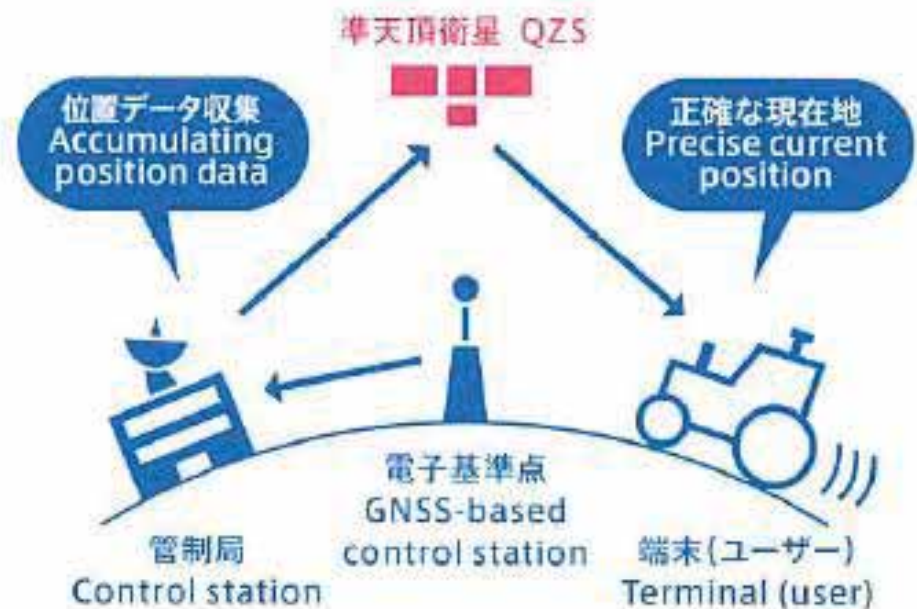 準天頂衛星 QZS
位置データ収集
Accumulating
position data
正確な現在地
Precise current
position
電子基準点
GNSS-based
control station
管制局
Control station
端末(ユーザー)
Terminal (user)